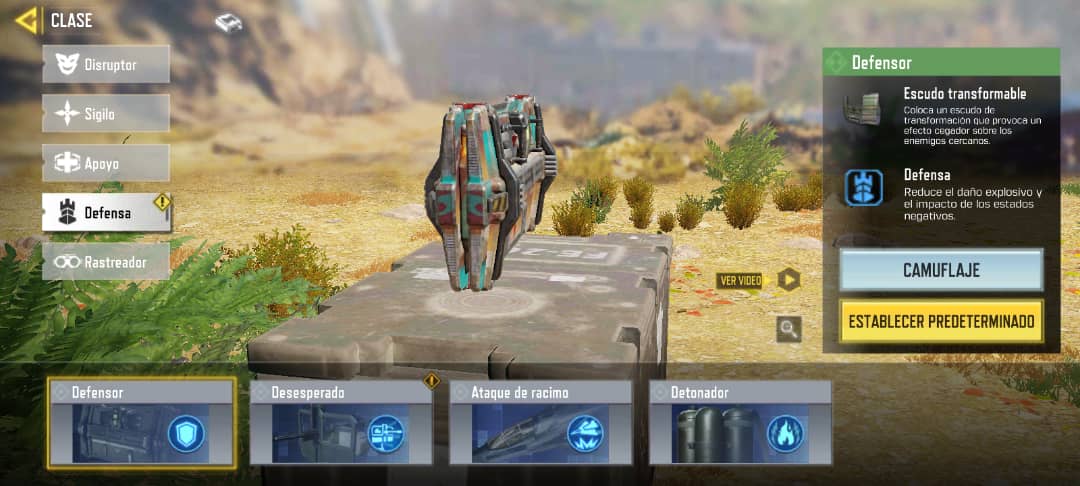 CLASE
Disruptor
Sigilo
Apoyo
Defensa
Rastreador
Defensor
Escudo transformable
Coloca un escudo de
transformación que provoca un
efecto cegador sobre los
enemigos cercanos.
Defensa
Reduce el daño explosivo y
el impacto de los estados
negativos.
VER VIDEO
CAMUFLAJE
ESTABLECER PREDETERMINADO
Defensor
Desesperado
Ataque de racimo
Detonador